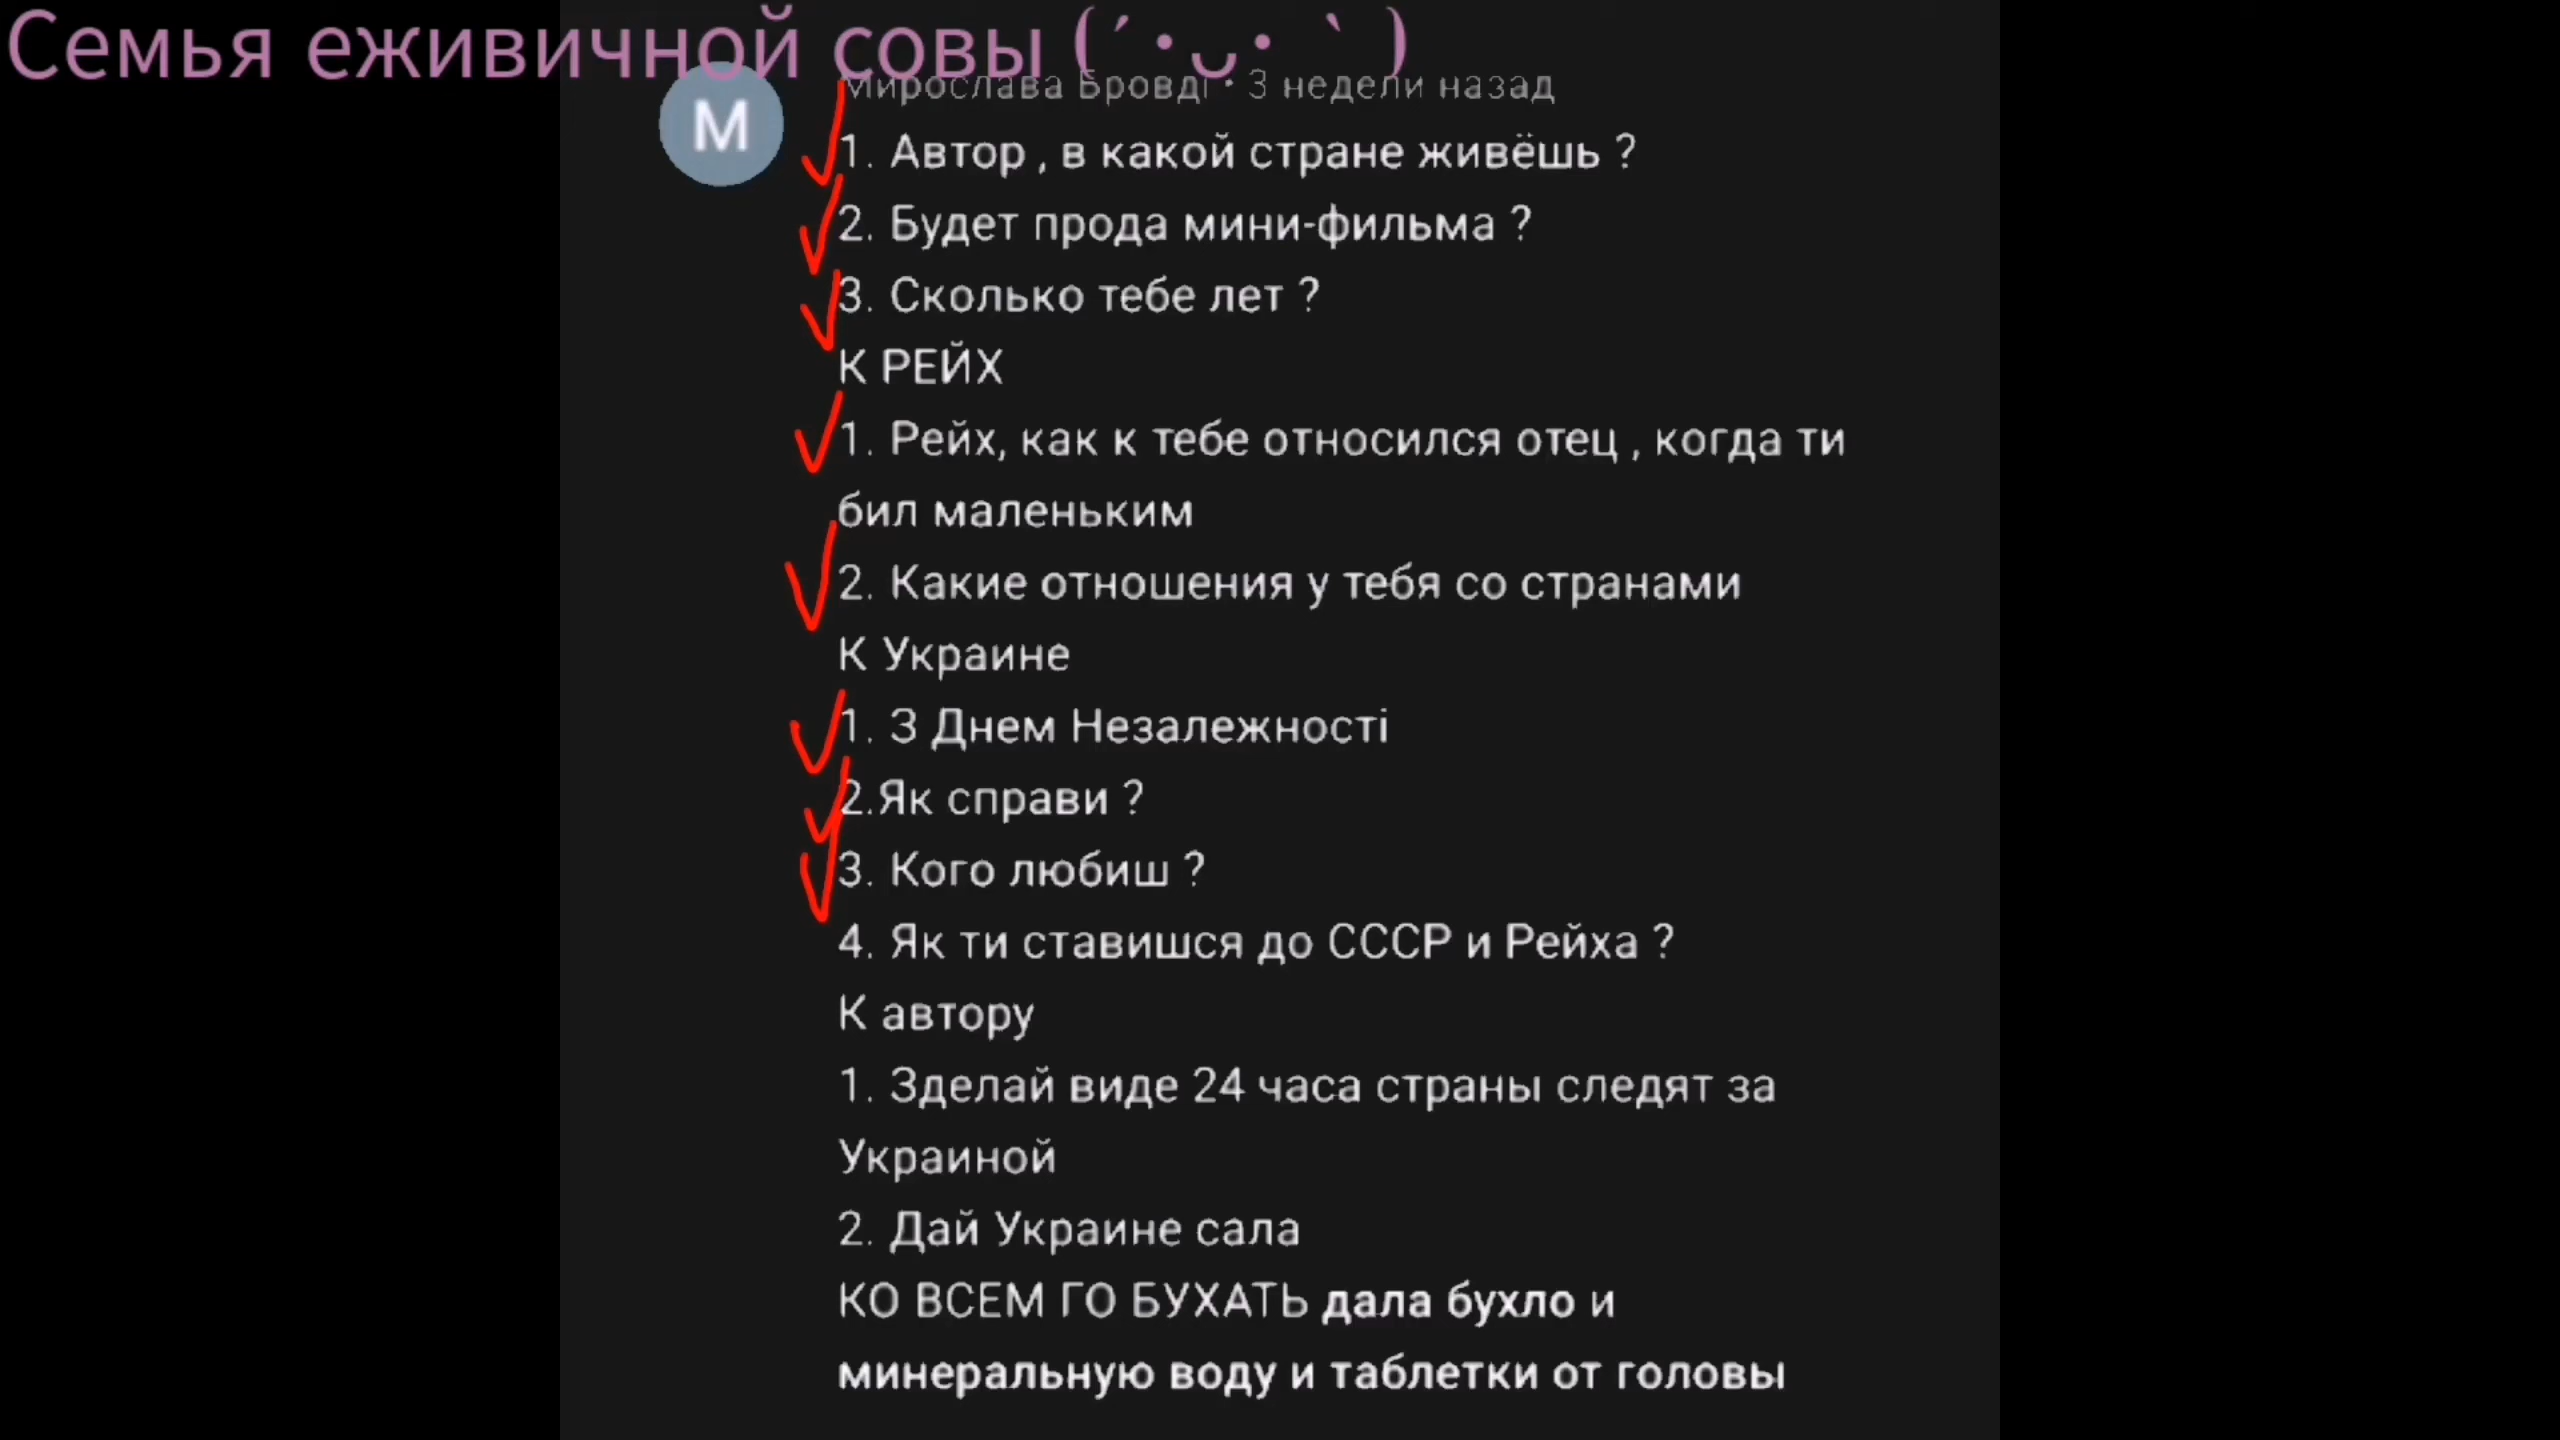 Семья еживичной совы (´・ᴗ・ ` )
Мирослава Бровді • 3 недели назад
М
1. Автор , в какой стране живёшь ?
2. Будет прода мини-фильма ?
3. Сколько тебе лет ?
К РЕЙХ
1. Рейх, как к тебе относился отец , когда ти
бил маленьким
2. Какие отношения у тебя со странами
К Украине
1. З Днем Незалежності
2.Як справи ?
3. Кого любиш ?
4. Як ти ставишся до СССР и Рейха ?
К автору
1. Зделай виде 24 часа страны следят за
Украиной
2. Дай Украине сала
КО ВСЕМ ГО БУХАТЬ дала бухло и
минеральную воду и таблетки от головы